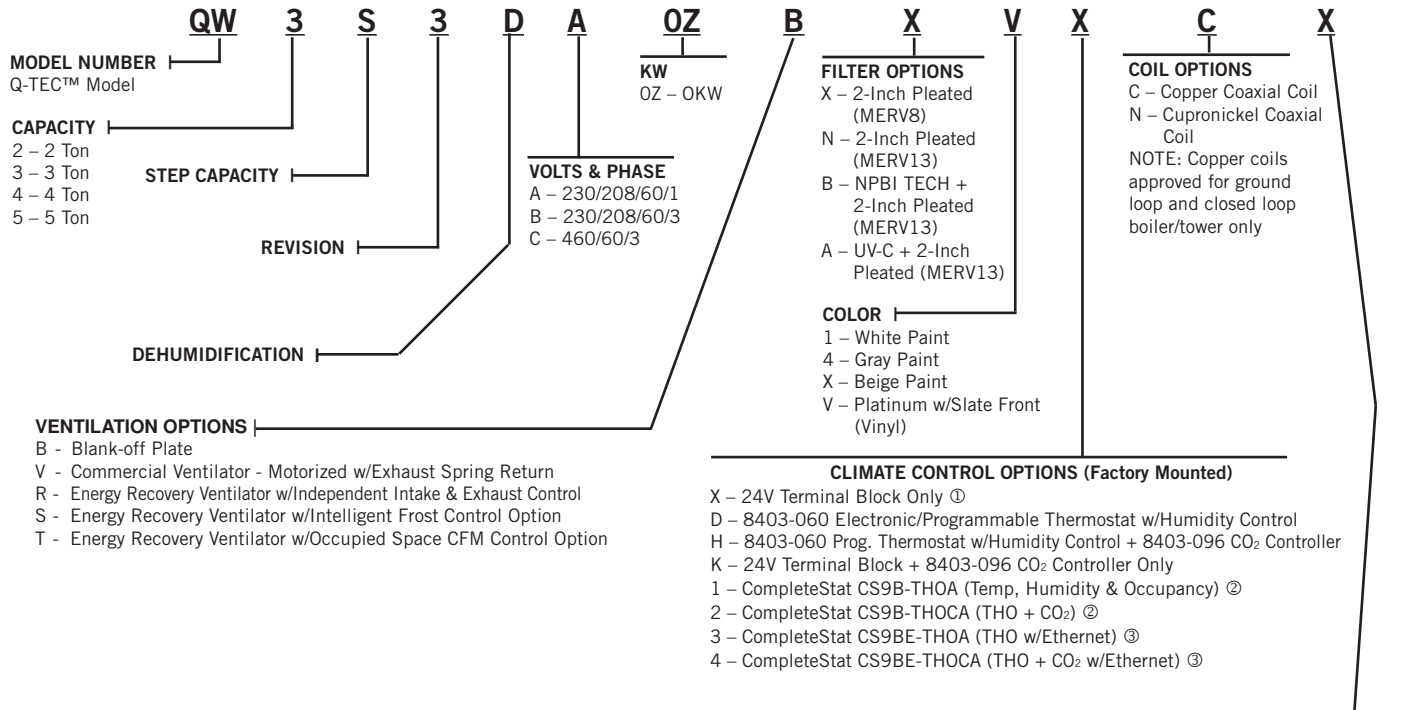 QW 3 S 3 D A 0Z B X V X C X
MODEL NUMBER
Q-TEC™ Model
CAPACITY
2 – 2 Ton
3 – 3 Ton
4 – 4 Ton
5 – 5 Ton
STEP CAPACITY
REVISION
DEHUMIDIFICATION
VOLTS & PHASE
A – 230/208/60/1
B – 230/208/60/3
C – 460/60/3
KW
0Z – OKW
VENTILATION OPTIONS
B - Blank-off Plate
V - Commercial Ventilator - Motorized w/Exhaust Spring Return
R - Energy Recovery Ventilator w/Independent Intake & Exhaust Control
S - Energy Recovery Ventilator w/Intelligent Frost Control Option
T - Energy Recovery Ventilator w/Occupied Space CFM Control Option
FILTER OPTIONS
X – 2-Inch Pleated
(MERV8)
N – 2-Inch Pleated
(MERV13)
B – NPBI TECH +
2-Inch Pleated
(MERV13)
A – UV-C + 2-Inch
Pleated (MERV13)
COLOR
1 – White Paint
4 – Gray Paint
X – Beige Paint
V – Platinum w/Slate Front
(Vinyl)
CLIMATE CONTROL OPTIONS (Factory Mounted)
X – 24V Terminal Block Only ①
D – 8403-060 Electronic/Programmable Thermostat w/Humidity Control
H – 8403-060 Prog. Thermostat w/Humidity Control + 8403-096 CO₂ Controller
K – 24V Terminal Block + 8403-096 CO₂ Controller Only
1 – CompleteStat CS9B-THOA (Temp, Humidity & Occupancy) ②
2 – CompleteStat CS9B-THOCA (THO + CO₂) ②
3 – CompleteStat CS9BE-THOA (THO w/Ethernet) ③
4 – CompleteStat CS9BE-THOCA (THO + CO₂ w/Ethernet) ③
COIL OPTIONS
C – Copper Coaxial Coil
N – Cupronickel Coaxial
Coil
NOTE: Copper coils
approved for ground
loop and closed loop
boiler/tower only